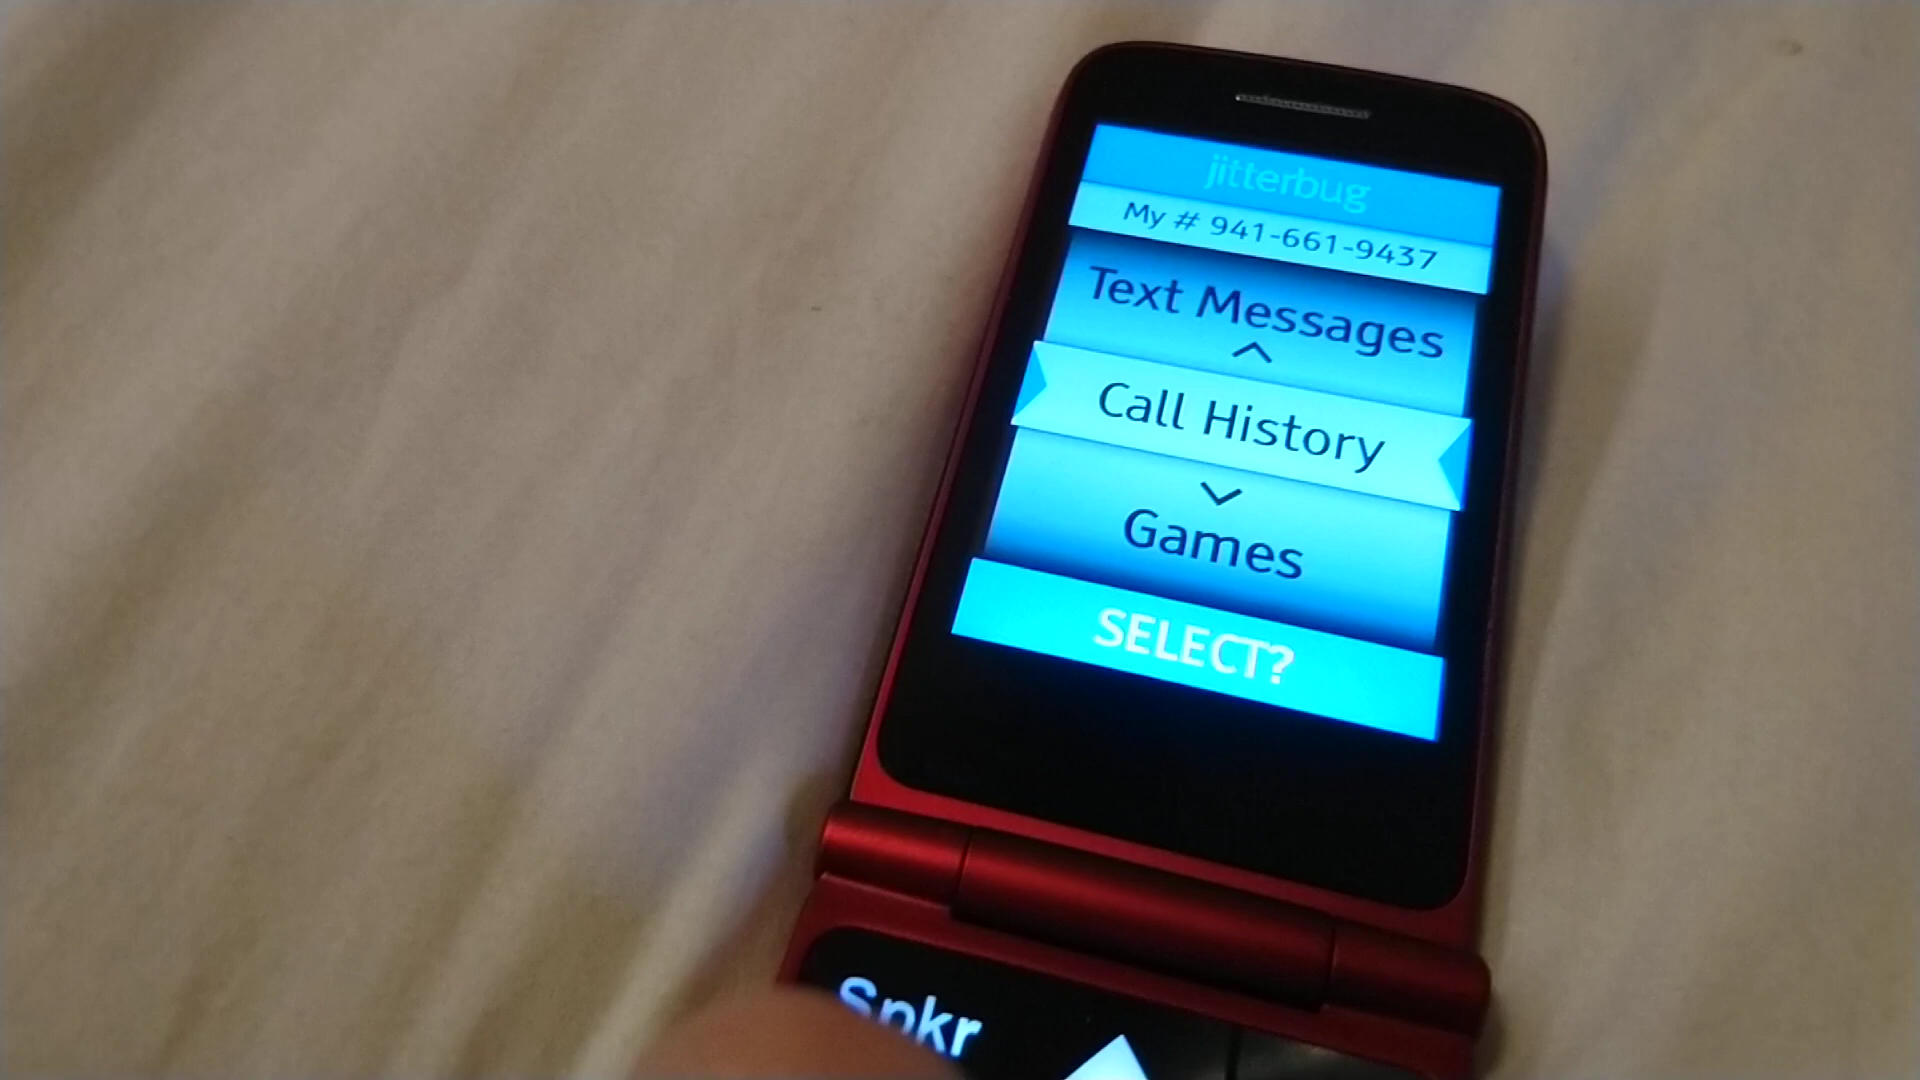 jitterbug
My # 941-661-9437
Text Messages
Call History
Games
SELECT?
Spkr